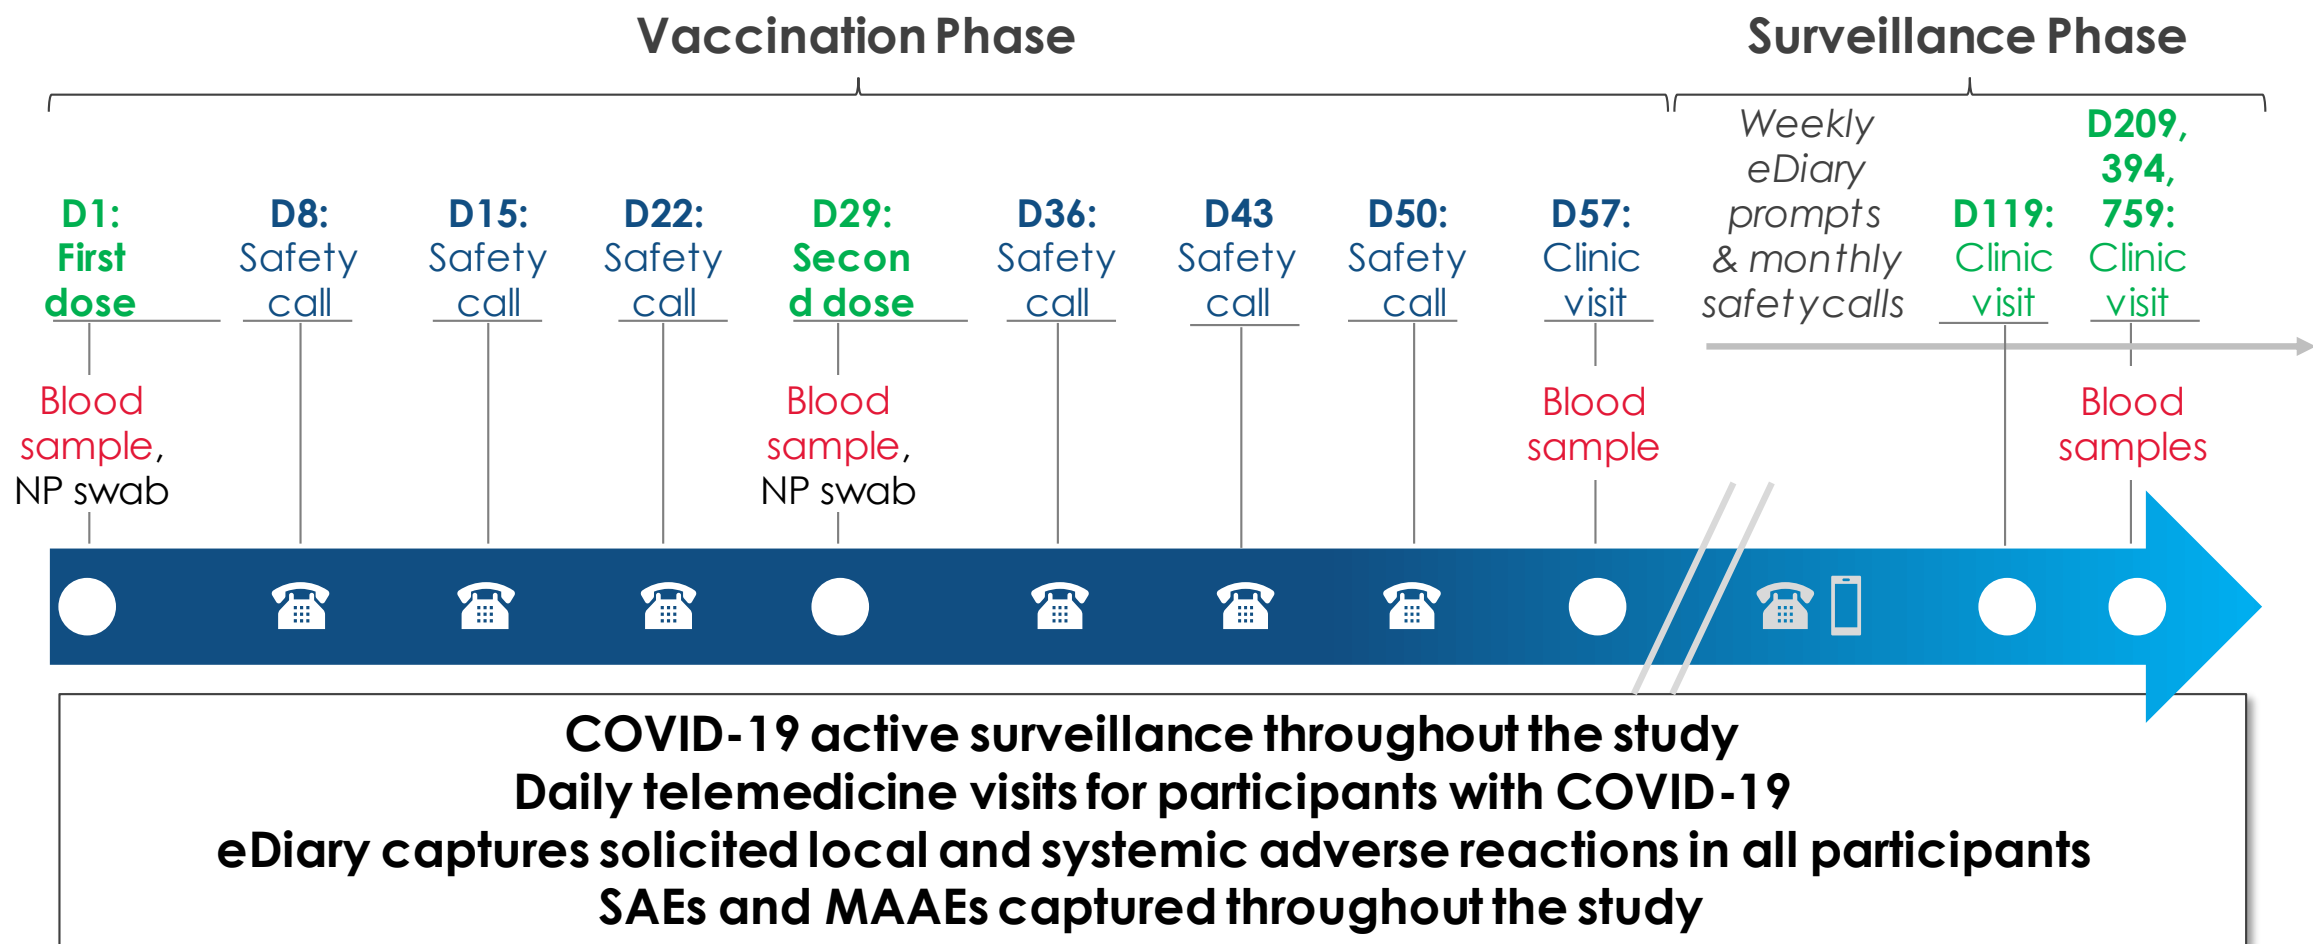 Vaccination Phase
Surveillance Phase
D1:
First
dose
D8:
Safety
call
D15:
Safety
call
D22:
Safety
call
D29:
Secon
d dose
D36:
Safety
call
D43
Safety
call
D50:
Safety
call
D57:
Clinic
visit
Weekly
eDiary
prompts
& monthly
safety calls
D119:
Clinic
visit
D209,
394,
759:
Clinic
visit
Blood
sample,
NP swab
Blood
sample,
NP swab
Blood
sample
Blood
samples
COVID-19 active surveillance throughout the study
Daily telemedicine visits for participants with COVID-19
eDiary captures solicited local and systemic adverse reactions in all participants
SAEs and MAAEs captured throughout the study